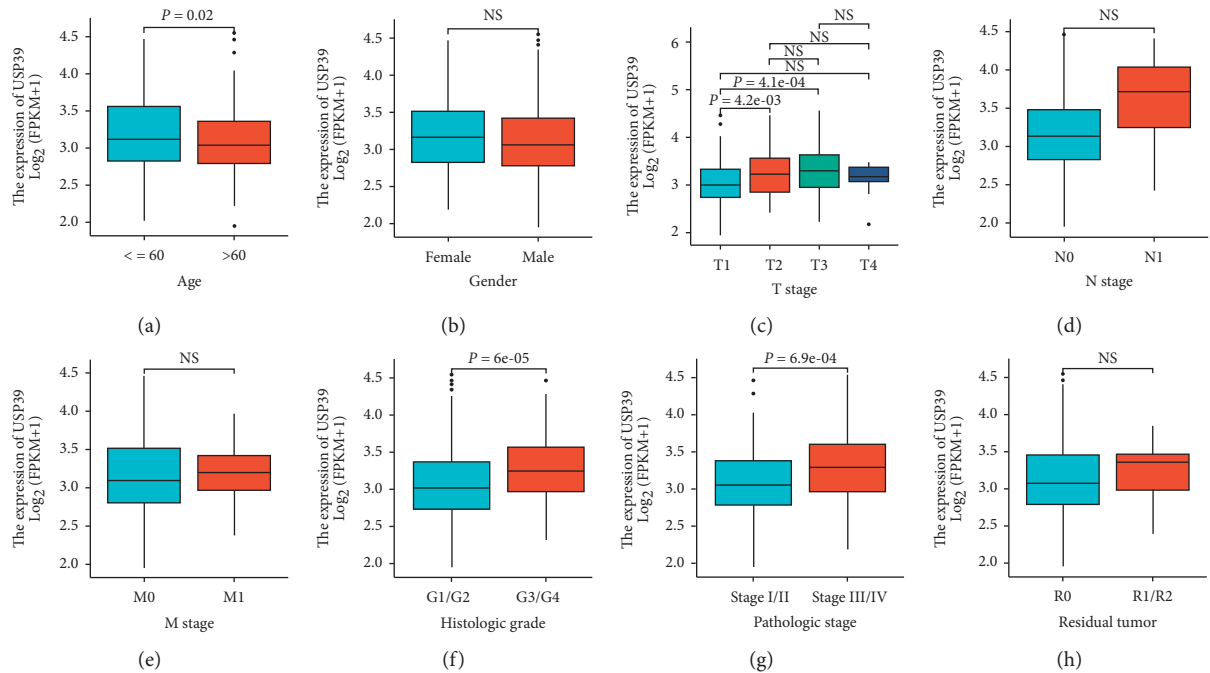 The expression of USP39
Log2 (FPKM+1)
P = 0.02
4.5
4.0
3.5
3.0
2.5
2.0
< = 60 >60
Age
(a)
The expression of USP39
Log2 (FPKM+1)
NS
4.5
4.0
3.5
3.0
2.5
2.0
Female Male
Gender
(b)
The expression of USP39
Log2 (FPKM+1)
NS
NS
NS
NS
P = 4.1e-04
P = 4.2e-03
6
5
4
3
2
T1 T2 T3 T4
T stage
(c)
The expression of USP39
Log2 (FPKM+1)
NS
4.5
4.0
3.5
3.0
2.5
2.0
N0 N1
N stage
(d)
The expression of USP39
Log2 (FPKM+1)
NS
4.5
4.0
3.5
3.0
2.5
2.0
M0 M1
M stage
(e)
The expression of USP39
Log2 (FPKM+1)
P = 6e-05
4.5
4.0
3.5
3.0
2.5
2.0
G1/G2 G3/G4
Histologic grade
(f)
The expression of USP39
Log2 (FPKM+1)
P = 6.9e-04
4.5
4.0
3.5
3.0
2.5
2.0
Stage I/II Stage III/IV
Pathologic stage
(g)
The expression of USP39
Log2 (FPKM+1)
NS
4.5
4.0
3.5
3.0
2.5
2.0
R0 R1/R2
Residual tumor
(h)